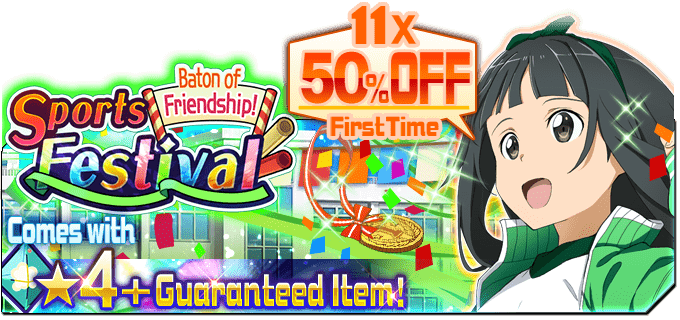 Baton of
Friendship!
Sports
Festival
11x
50%OFF
First Time
Comes with
★4+Guaranteed Item!